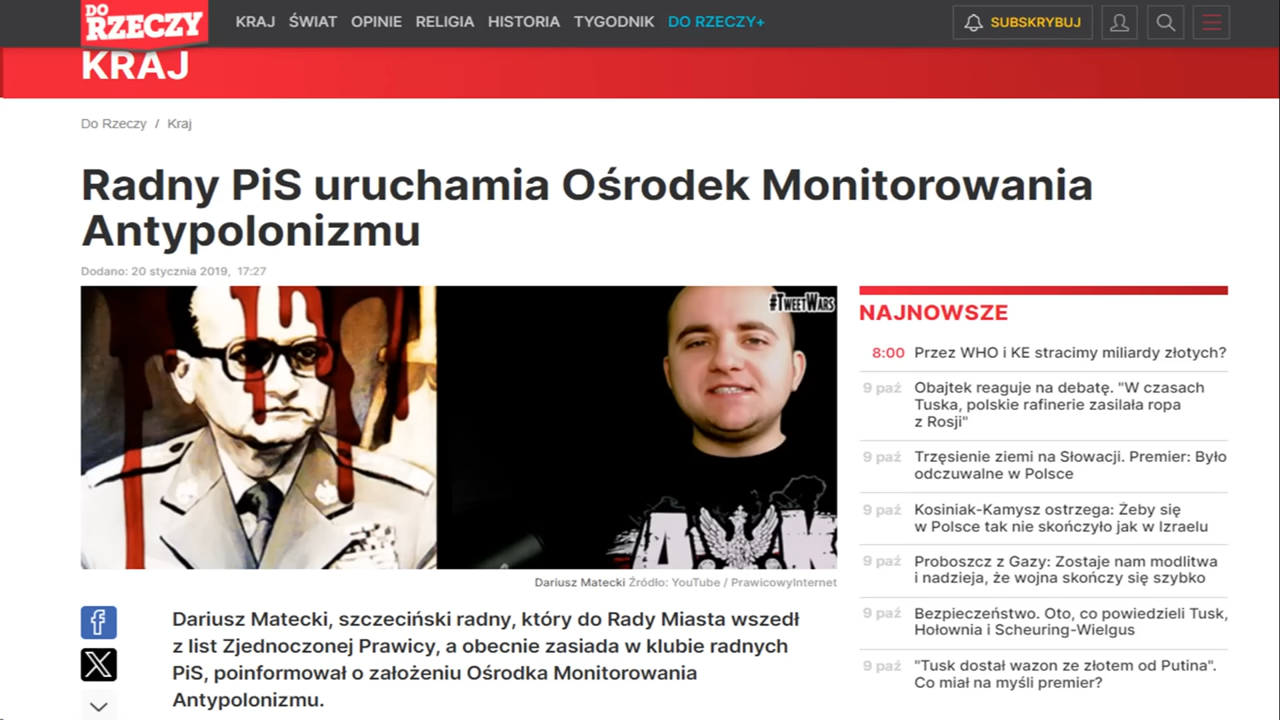 DO RZECZY
KRAJ ŚWIAT OPINIE RELIGIA HISTORIA TYGODNIK DO RZECZY+
SUBSKRYBUJ
KRAJ
Do Rzeczy / Kraj
Radny PiS uruchamia Ośrodek Monitorowania
Antypolonizmu
Dodano: 20 stycznia 2019, 17:27
#TWEETWARS
Dariusz Matecki Źródło: YouTube / PrawicowyInternet
Dariusz Matecki, szczeciński radny, który do Rady Miasta wszedł
z list Zjednoczonej Prawicy, a obecnie zasiada w klubie radnych
PiS, poinformował o założeniu Ośrodka Monitorowania
Antypolonizmu.
NAJNOWSZE
8:00 Przez WHO i KE stracimy miliardy złotych?
9 paź Obajtek reaguje na debatę. "W czasach
Tuska, polskie rafinerie zasilała ropa
z Rosji"
9 paź Trzęsienie ziemi na Słowacji. Premier: Było
odczuwalne w Polsce
9 paź Kosiniak-Kamysz ostrzega: Żeby się
w Polsce tak nie skończyło jak w Izraelu
9 paź Proboszcz z Gazy: Zostaje nam modlitwa
i nadzieja, że wojna skończy się szybko
9 paź Bezpieczeństwo. Oto, co powiedzieli Tusk,
Hołownia i Scheuring-Wielgus
9 paź "Tusk dostał wazon ze złotem od Putina".
Co miał na myśli premier?